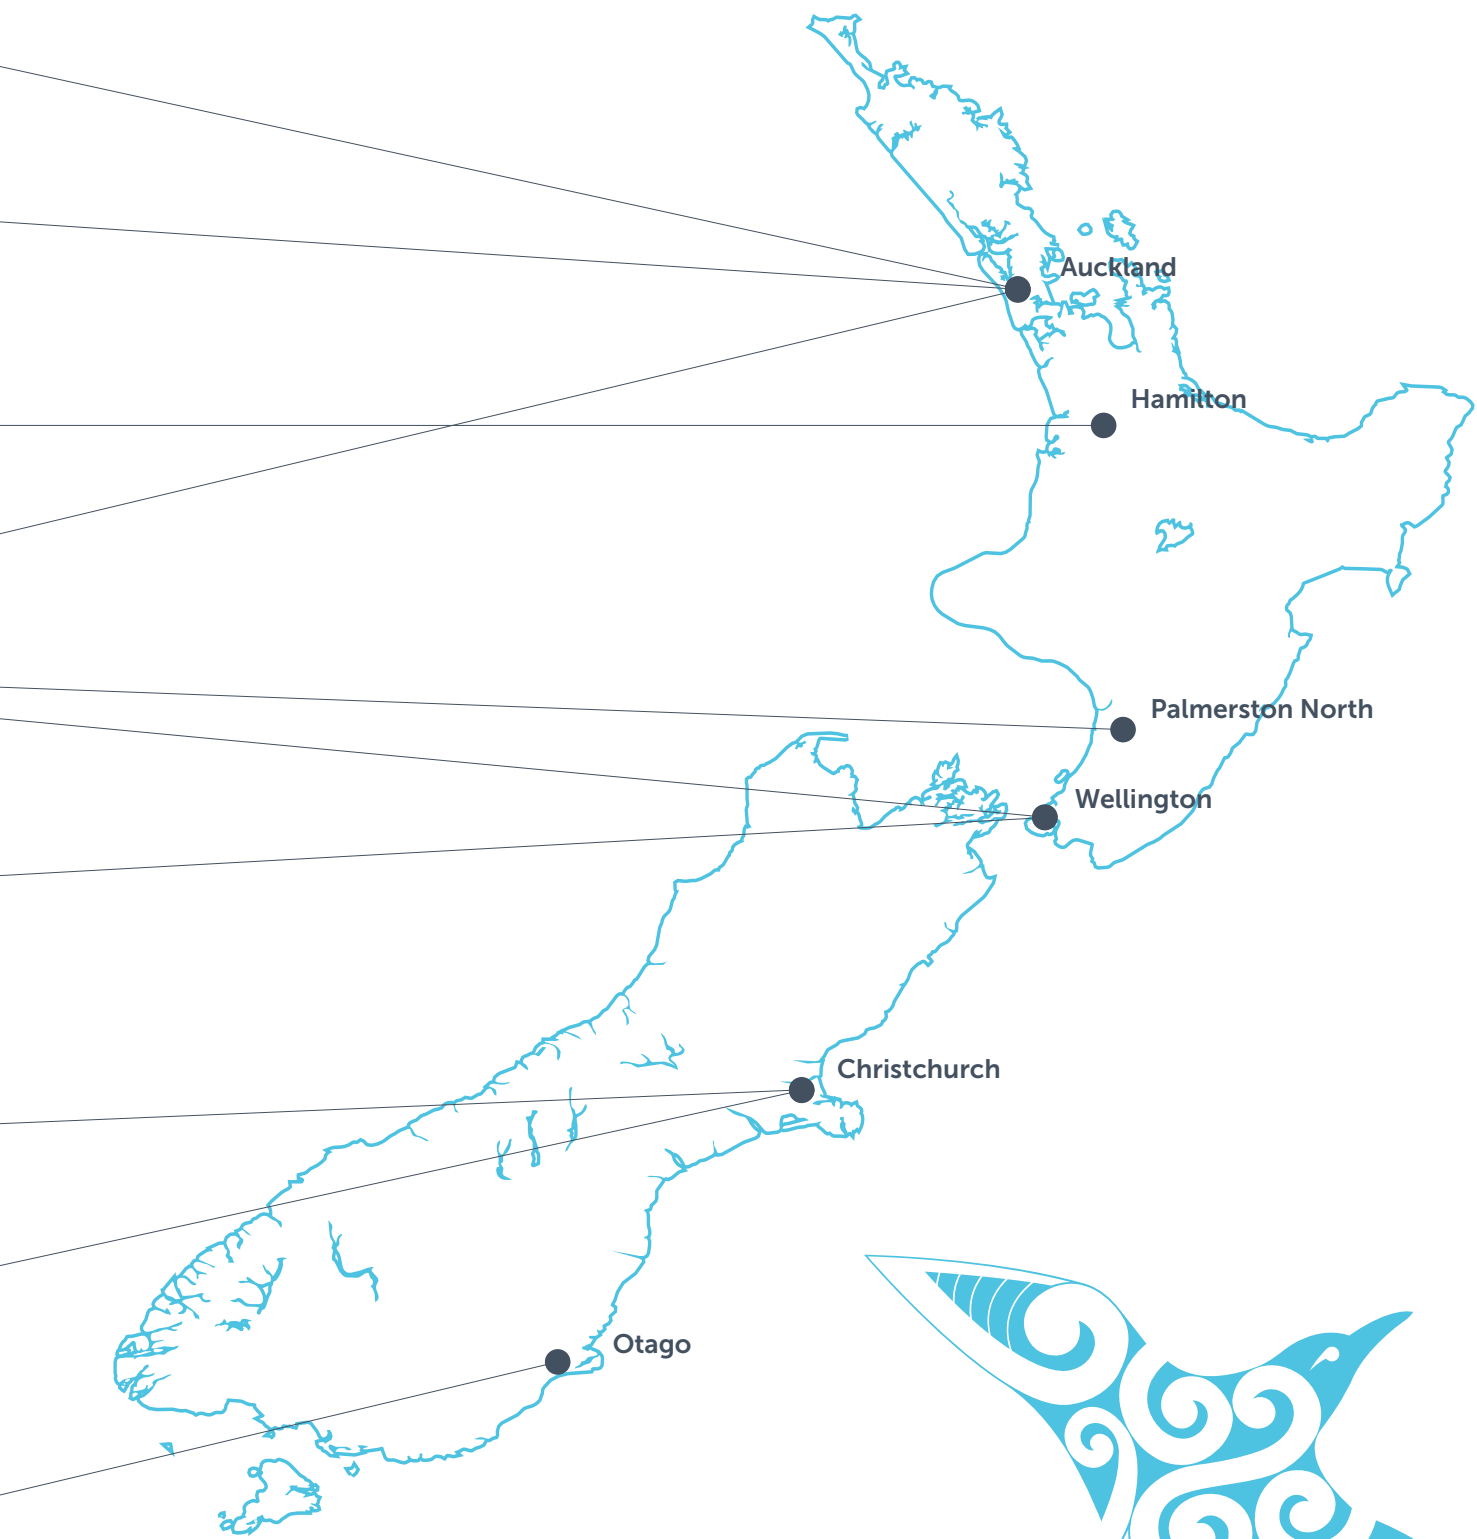 Auckland
Hamilton
Palmerston North
Wellington
Christchurch
Otago